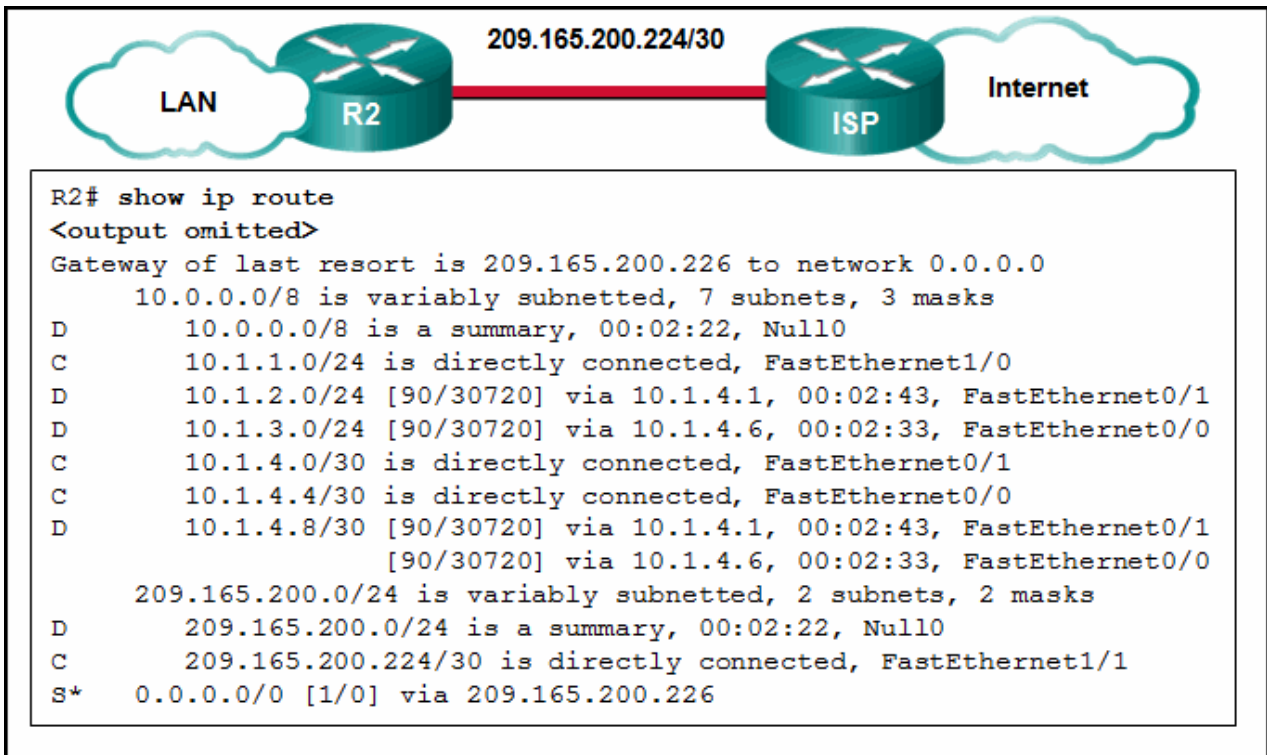 209.165.200.224/30
LAN
R2
ISP
Internet
R2# show ip route
<output omitted>
Gateway of last resort is 209.165.200.226 to network 0.0.0.0
10.0.0.0/8 is variably subnetted, 7 subnets, 3 masks
D 10.0.0.0/8 is a summary, 00:02:22, Null0
C 10.1.1.0/24 is directly connected, FastEthernet1/0
D 10.1.2.0/24 [90/30720] via 10.1.4.1, 00:02:43, FastEthernet0/1
D 10.1.3.0/24 [90/30720] via 10.1.4.6, 00:02:33, FastEthernet0/0
C 10.1.4.0/30 is directly connected, FastEthernet0/1
C 10.1.4.4/30 is directly connected, FastEthernet0/0
D 10.1.4.8/30 [90/30720] via 10.1.4.1, 00:02:43, FastEthernet0/1
[90/30720] via 10.1.4.6, 00:02:33, FastEthernet0/0
209.165.200.0/24 is variably subnetted, 2 subnets, 2 masks
D 209.165.200.0/24 is a summary, 00:02:22, Null0
C 209.165.200.224/30 is directly connected, FastEthernet1/1
S* 0.0.0.0/0 [1/0] via 209.165.200.226